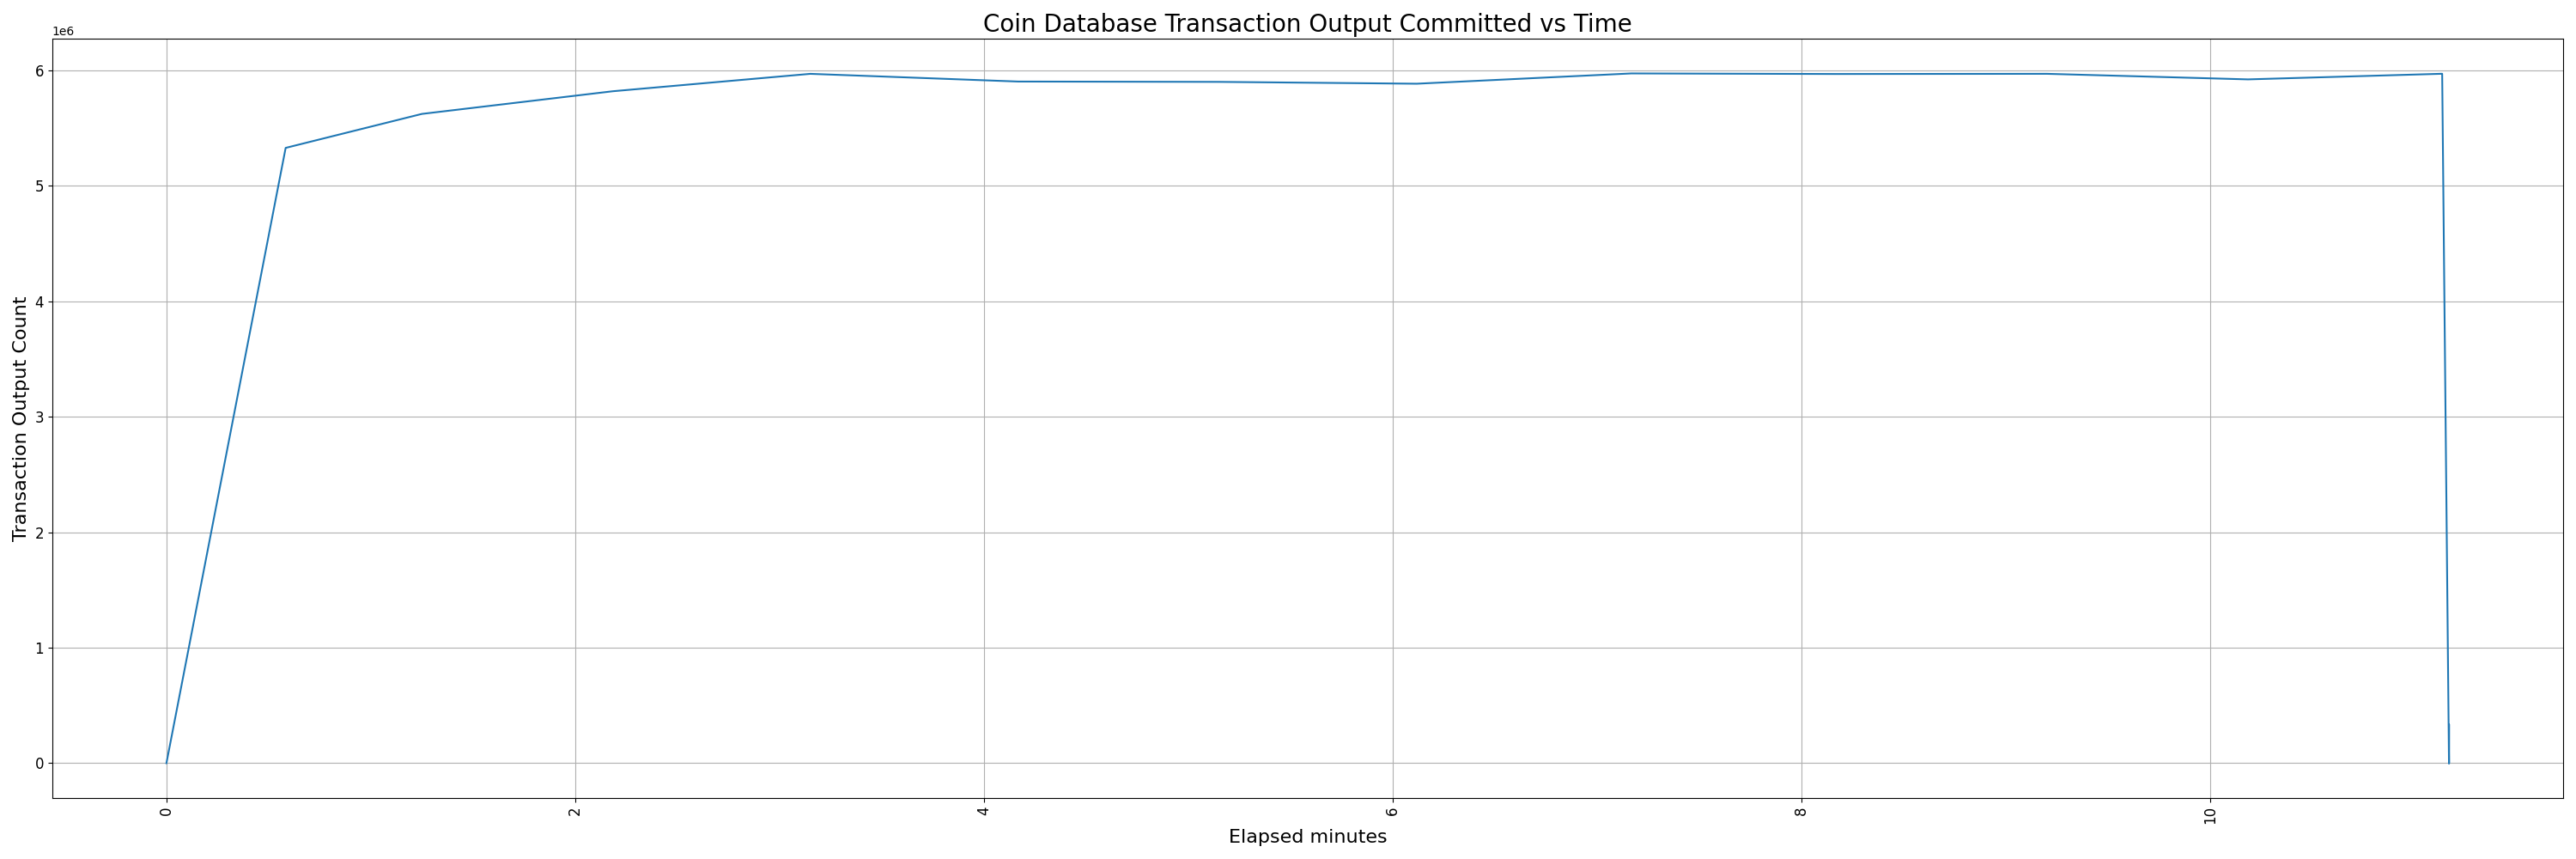 Coin Database Transaction Output Committed vs Time
1e6
6
5
4
3
2
1
0
Transaction Output Count
0 2 4 6 8 10
Elapsed minutes